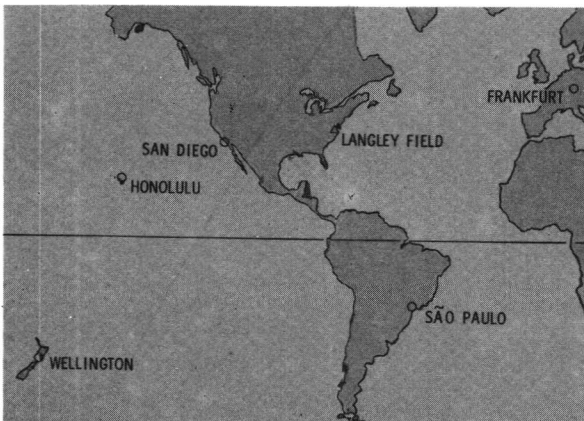 FRANKFURT
SAN DIEGO
LANGLEY FIELD
HONOLULU
SÃO PAULO
WELLINGTON